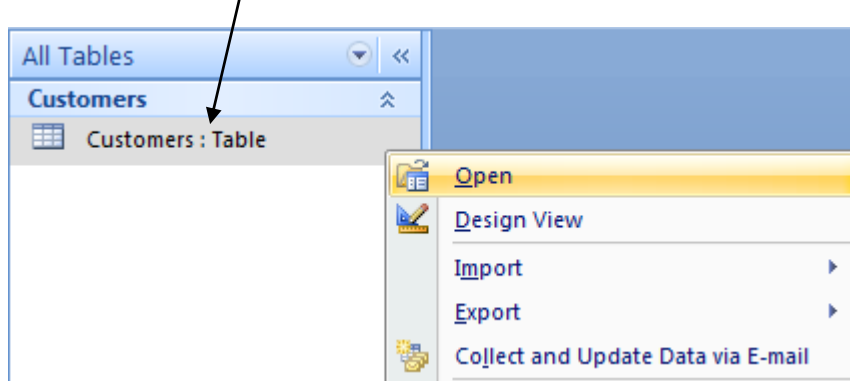 All Tables
Customers
Customers : Table
Open
Design View
Import
Export
Collect and Update Data via E-mail